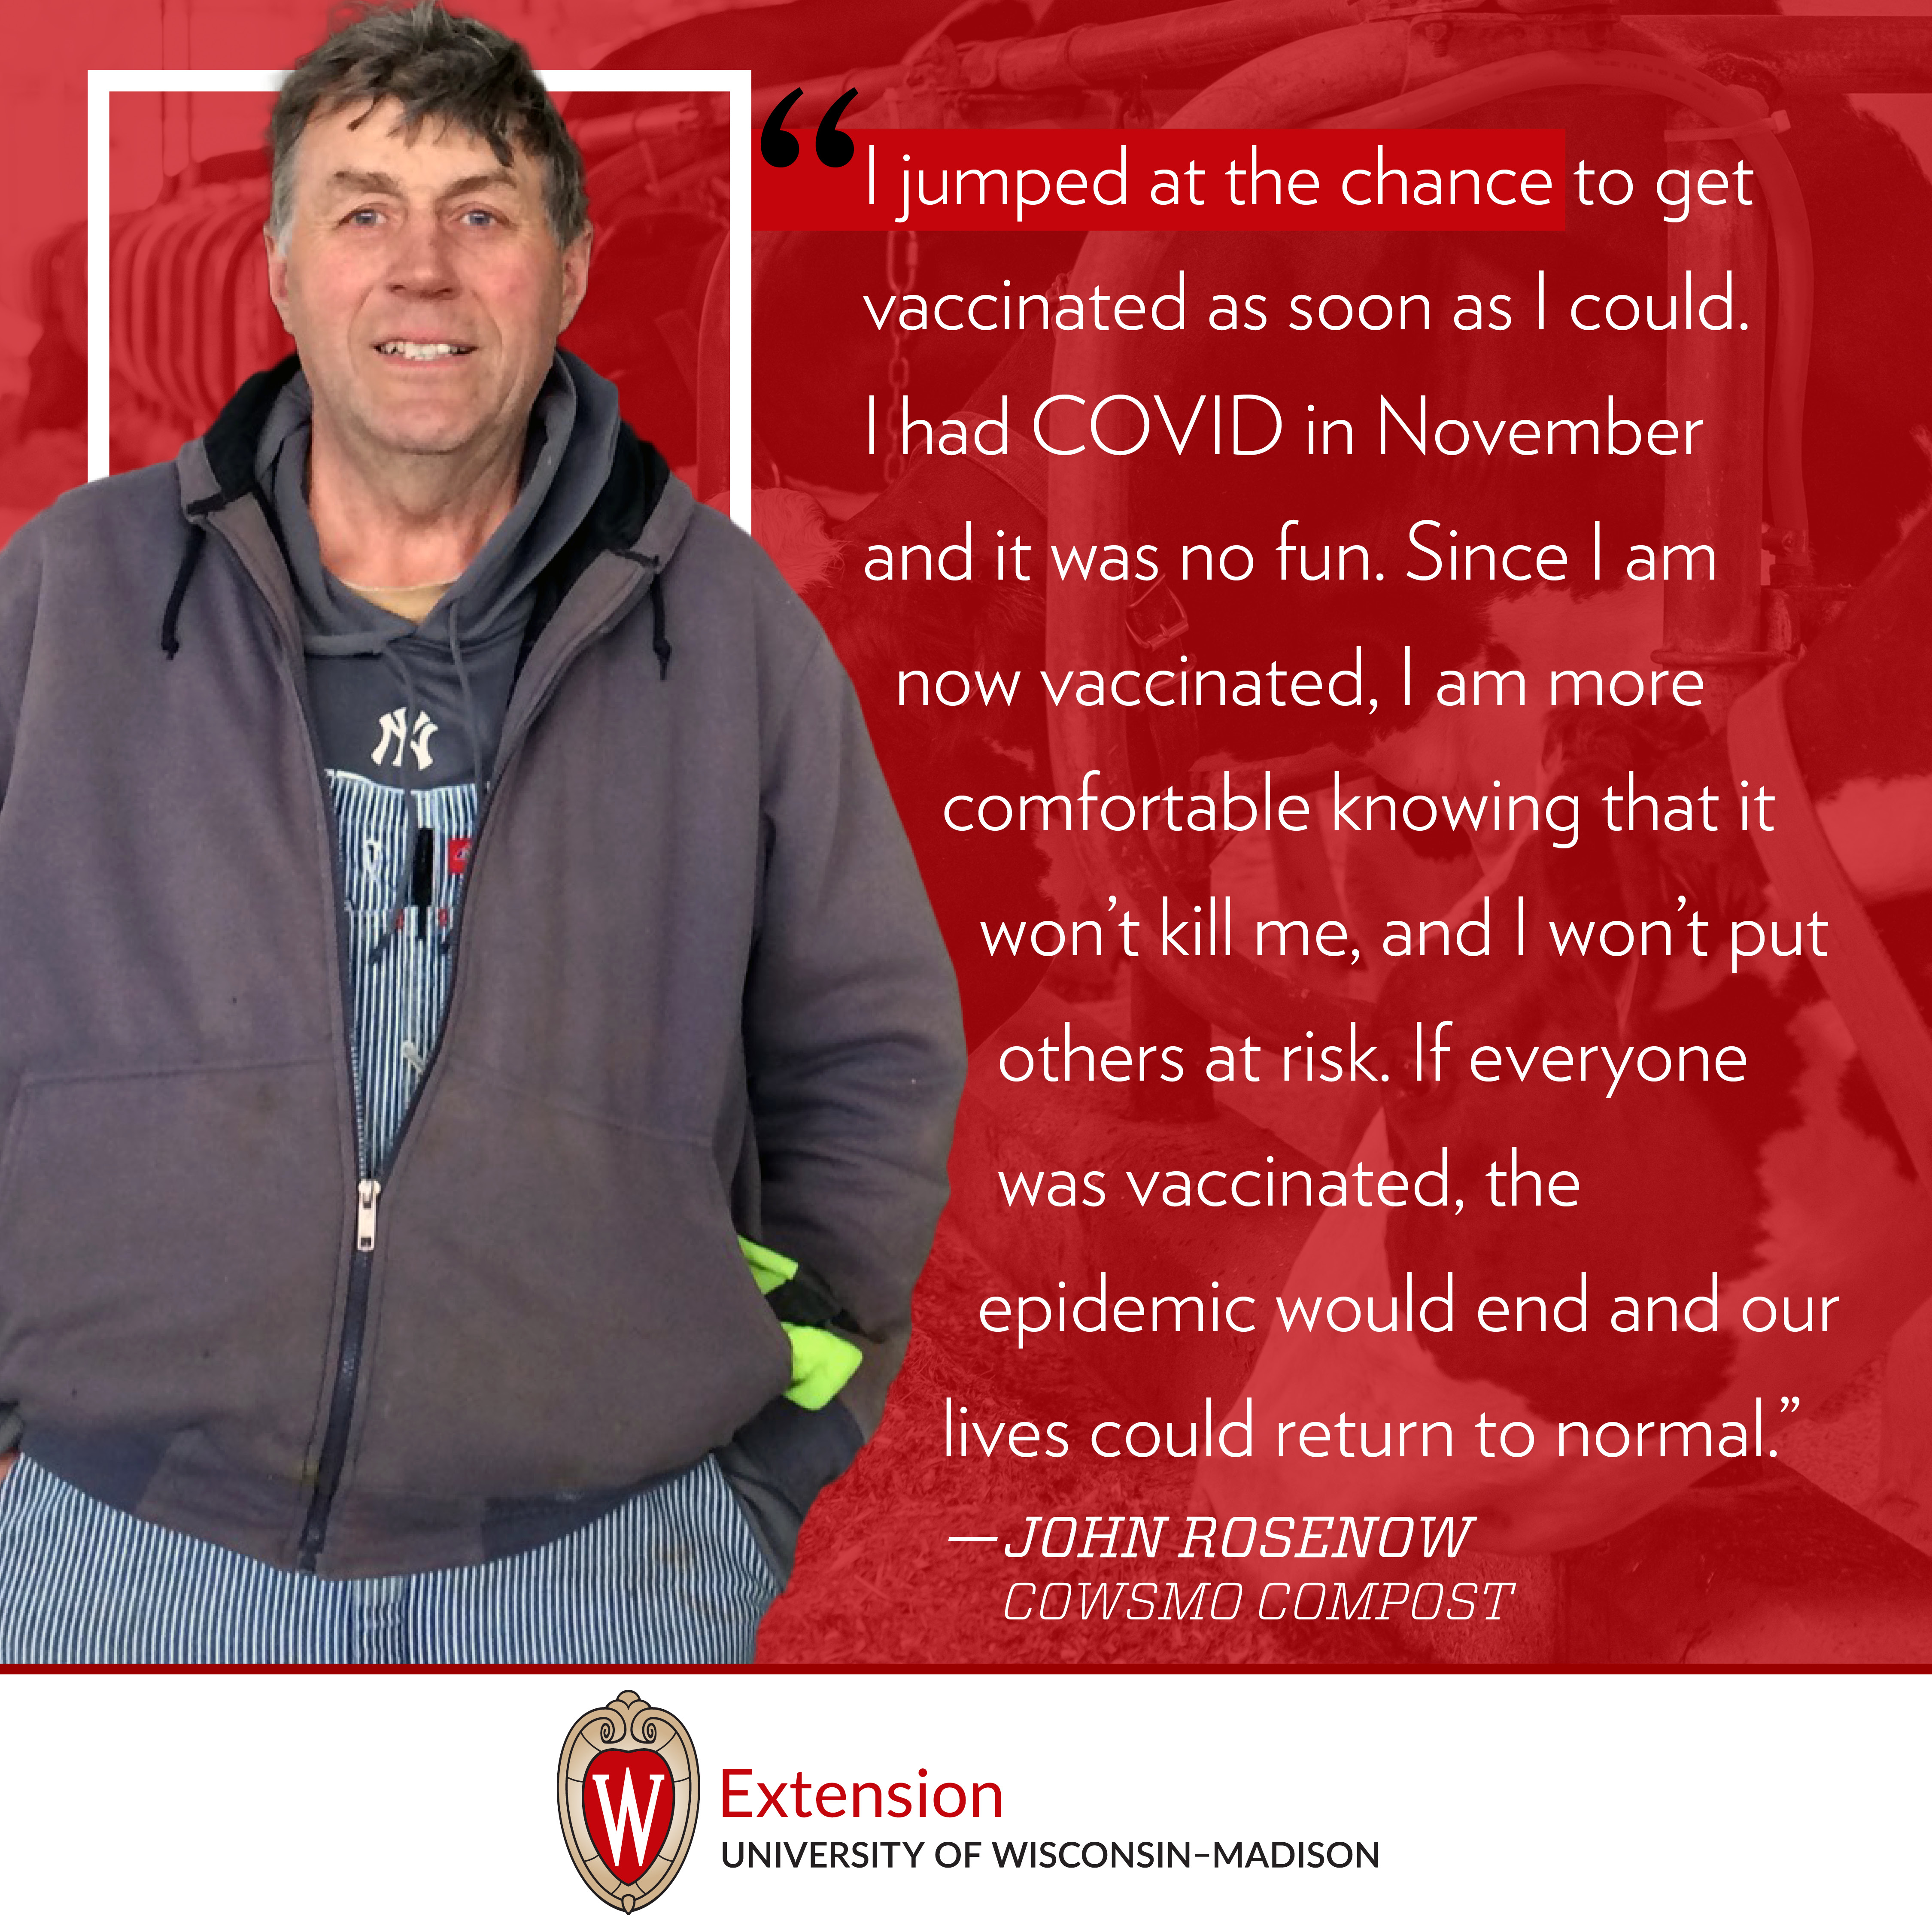 “I jumped at the chance to get
vaccinated as soon as I could.
I had COVID in November
and it was no fun. Since I am
now vaccinated, I am more
comfortable knowing that it
won’t kill me, and I won’t put
others at risk. If everyone
was vaccinated, the
epidemic would end and our
lives could return to normal.”
—JOHN ROSENOW
COWSMO COMPOST
NY
W
Extension
UNIVERSITY OF WISCONSIN–MADISON